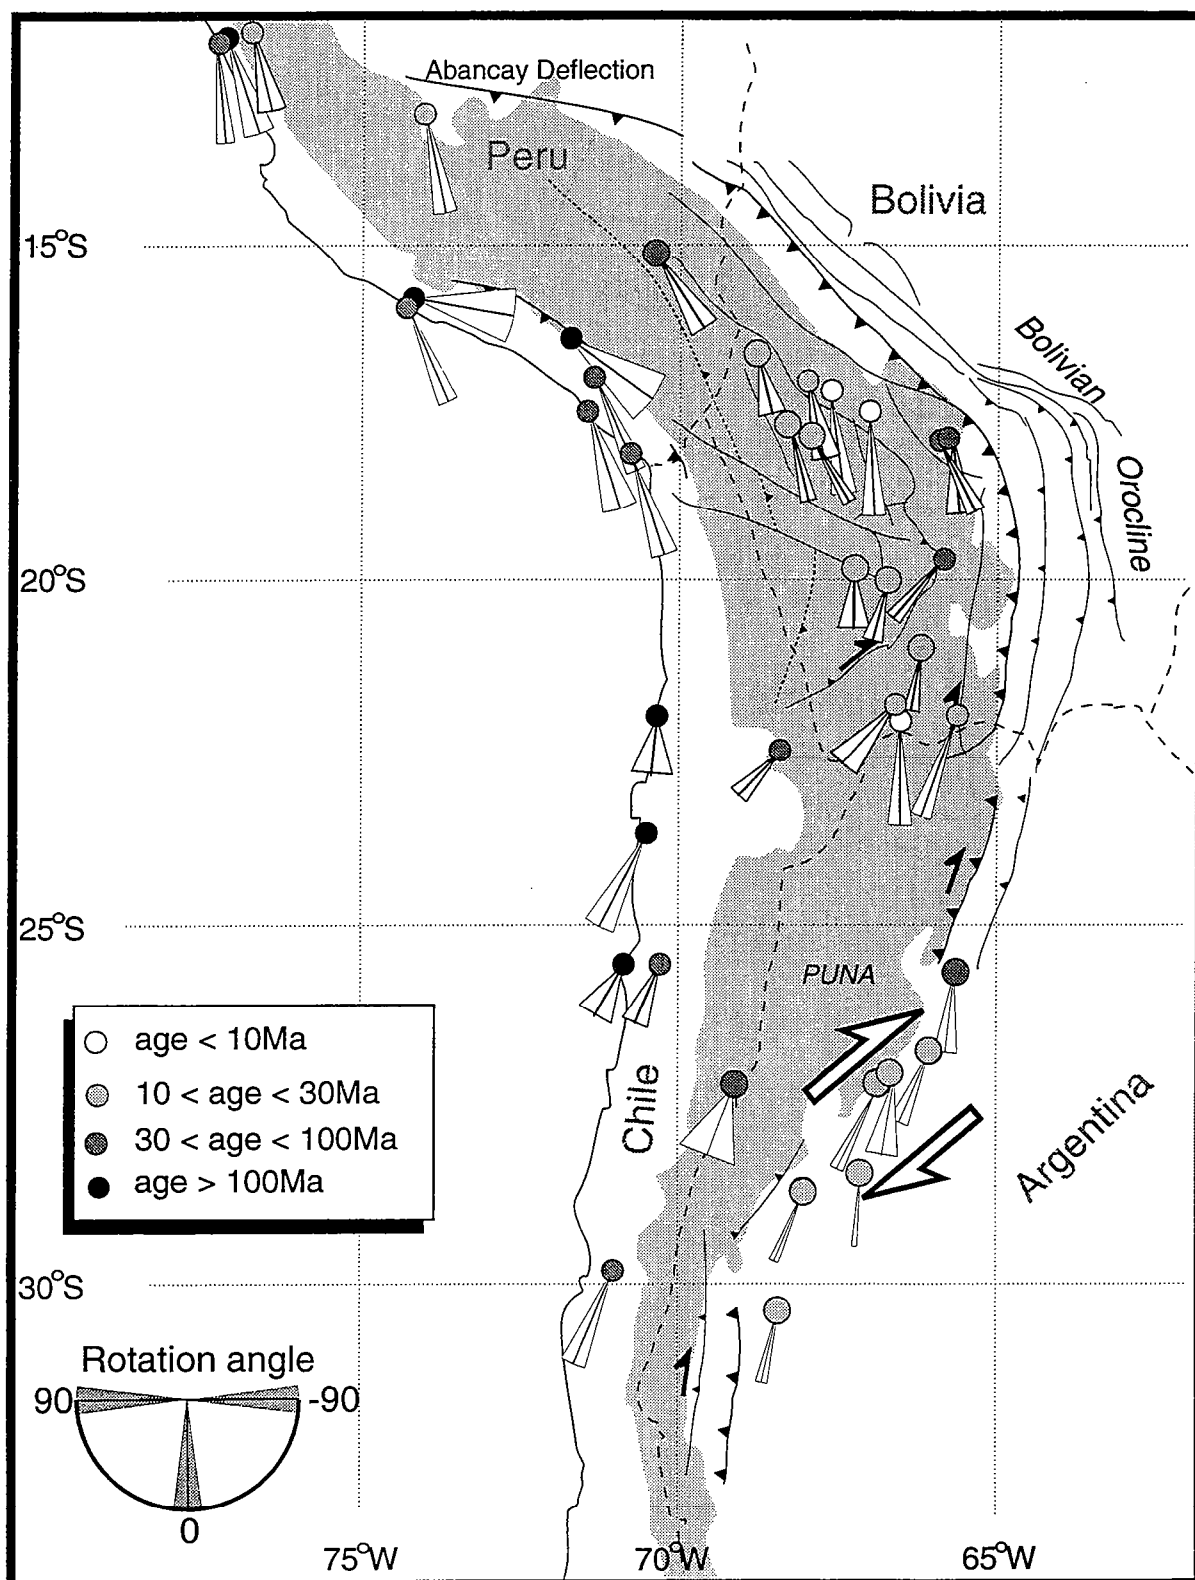 Abancay Deflection
Peru
Bolivia
15°S
Bolivian
Orocline
20°S
25°S
PUNA
age < 10Ma
10 < age < 30Ma
30 < age < 100Ma
age > 100Ma
Chile
Argentina
30°S
Rotation angle
90
-90
0
75°W
70°W
65°W